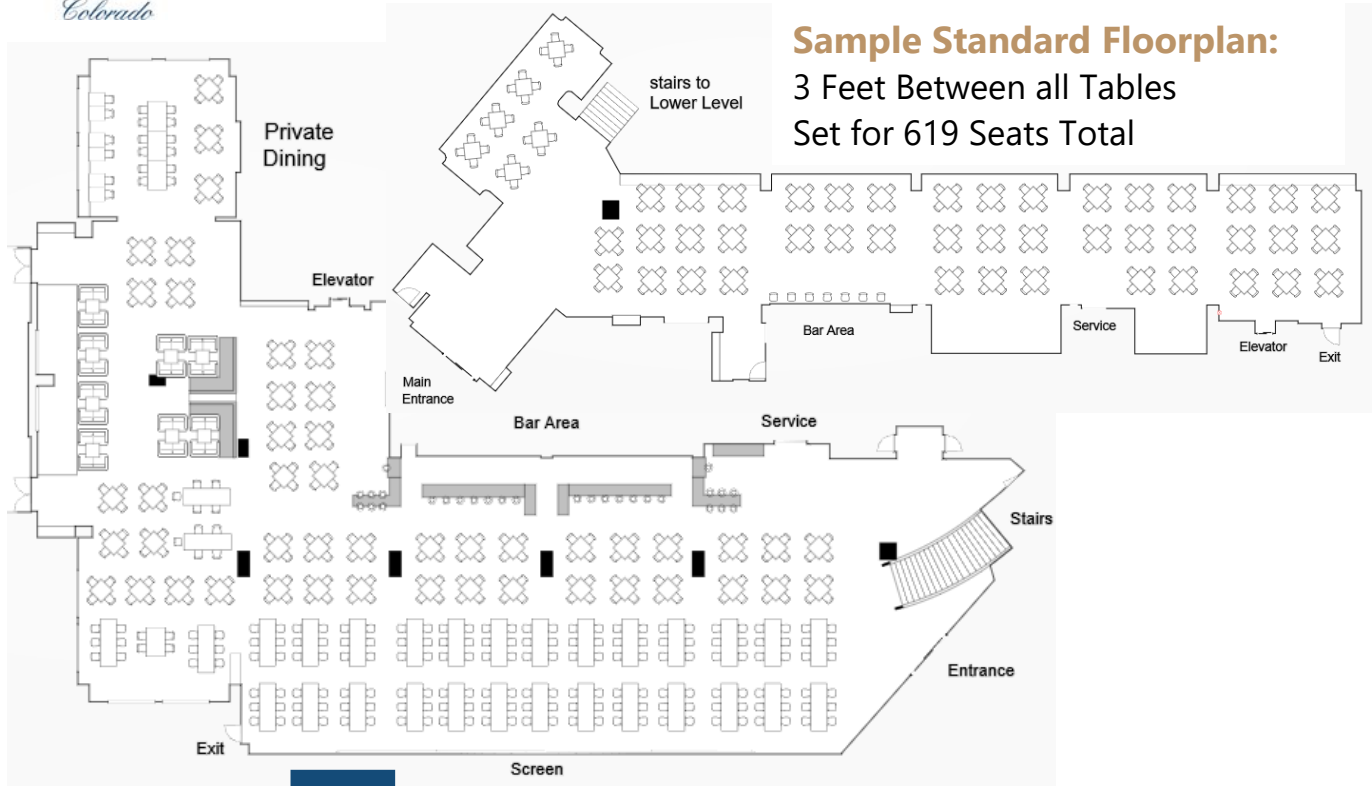 Colorado
Sample Standard Floorplan:
3 Feet Between all Tables
Set for 619 Seats Total
stairs to
Lower Level
Private
Dining
Elevator
Main
Entrance
Bar Area
Service
Elevator
Exit
Bar Area
Service
Stairs
Entrance
Exit
Screen